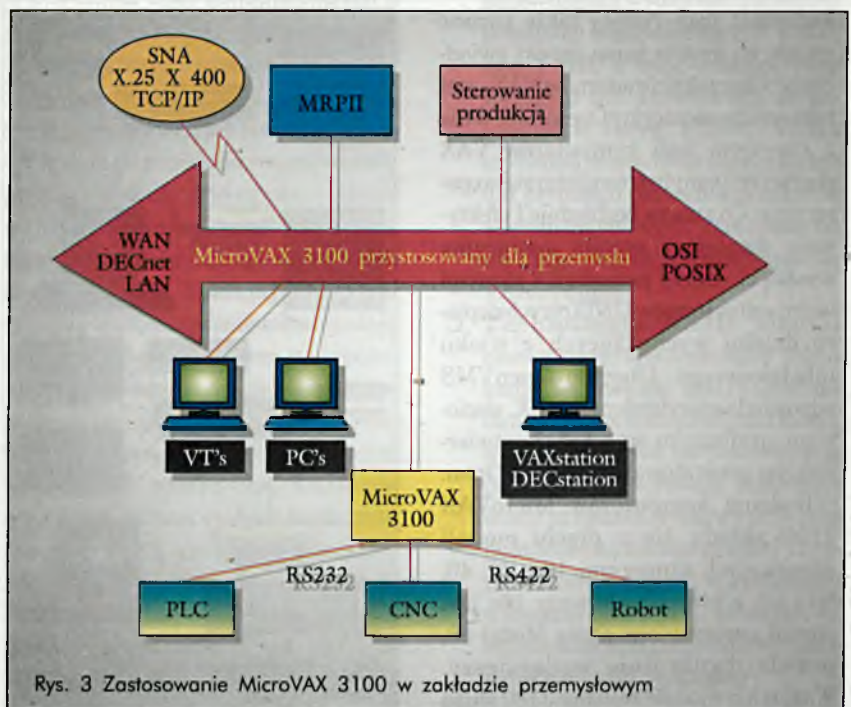 SNA
X.25 X 400
TCP/IP
MRPII
Sterowanie
produkcją
WAN
DECnet
LAN
MicroVAX 3100 przystosowany dla przemysłu
OSI
POSIX
VT's
PC's
VAXstation
DECstation
MicroVAX
3100
RS232
RS422
PLC
CNC
Robot
Rys. 3 Zastosowanie MicroVAX 3100 w zakładzie przemysłowym